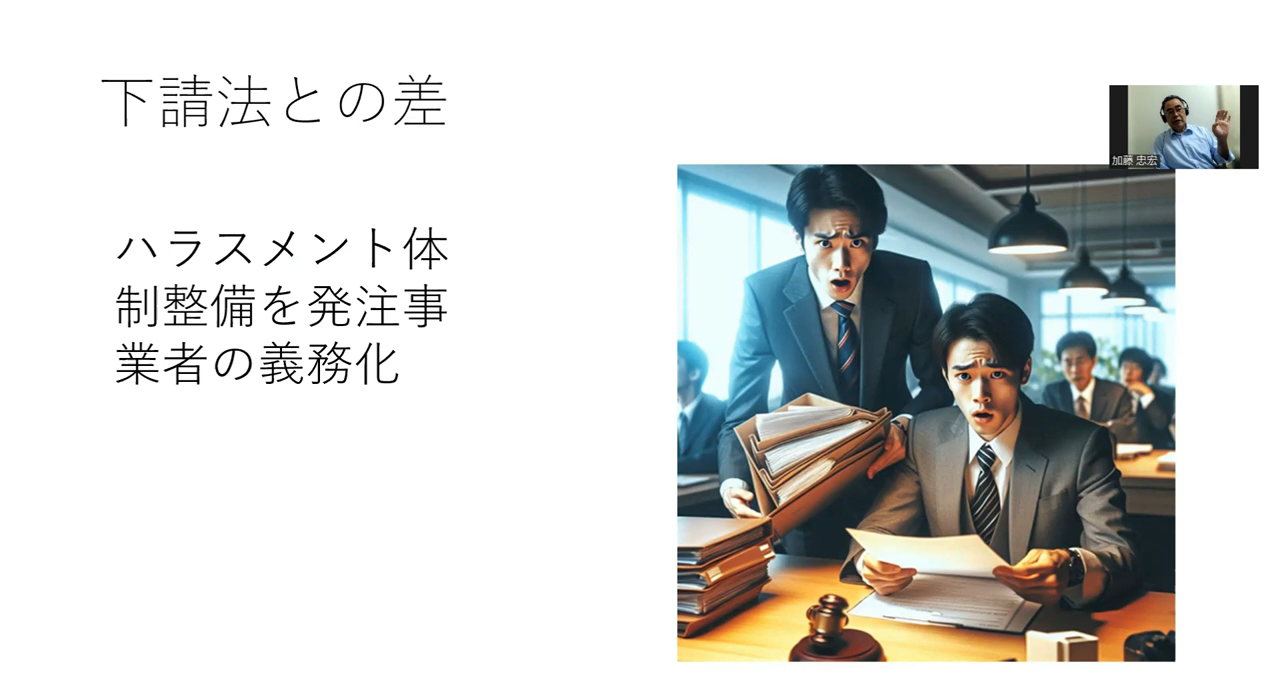 下請法との差
ハラスメント体
制整備を発注事
業者の義務化
加藤 忠宏